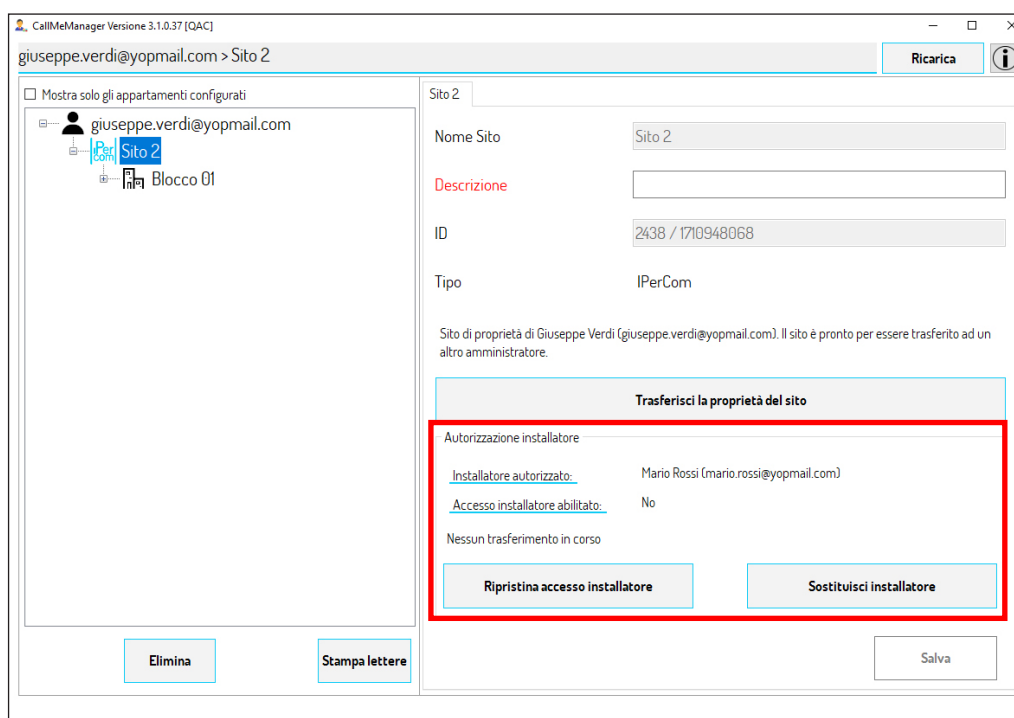 CallMeManager Versione 3.1.0.37 [QAC]
giuseppe.verdi@yopmail.com > Sito 2
Ricarica
Mostra solo gli appartamenti configurati
giuseppe.verdi@yopmail.com
iPer
com
Sito 2
Blocco 01
Sito 2
Nome Sito
Sito 2
Descrizione
ID
2438 / 1710948068
Tipo
IPerCom
Sito di proprietà di Giuseppe Verdi (giuseppe.verdi@yopmail.com). Il sito è pronto per essere trasferito ad un
altro amministratore.
Trasferisci la proprietà del sito
Autorizzazione installatore
Installatore autorizzato:
Mario Rossi (mario.rossi@yopmail.com)
Accesso installatore abilitato:
No
Nessun trasferimento in corso
Ripristina accesso installatore
Sostituisci installatore
Elimina
Stampa lettere
Salva